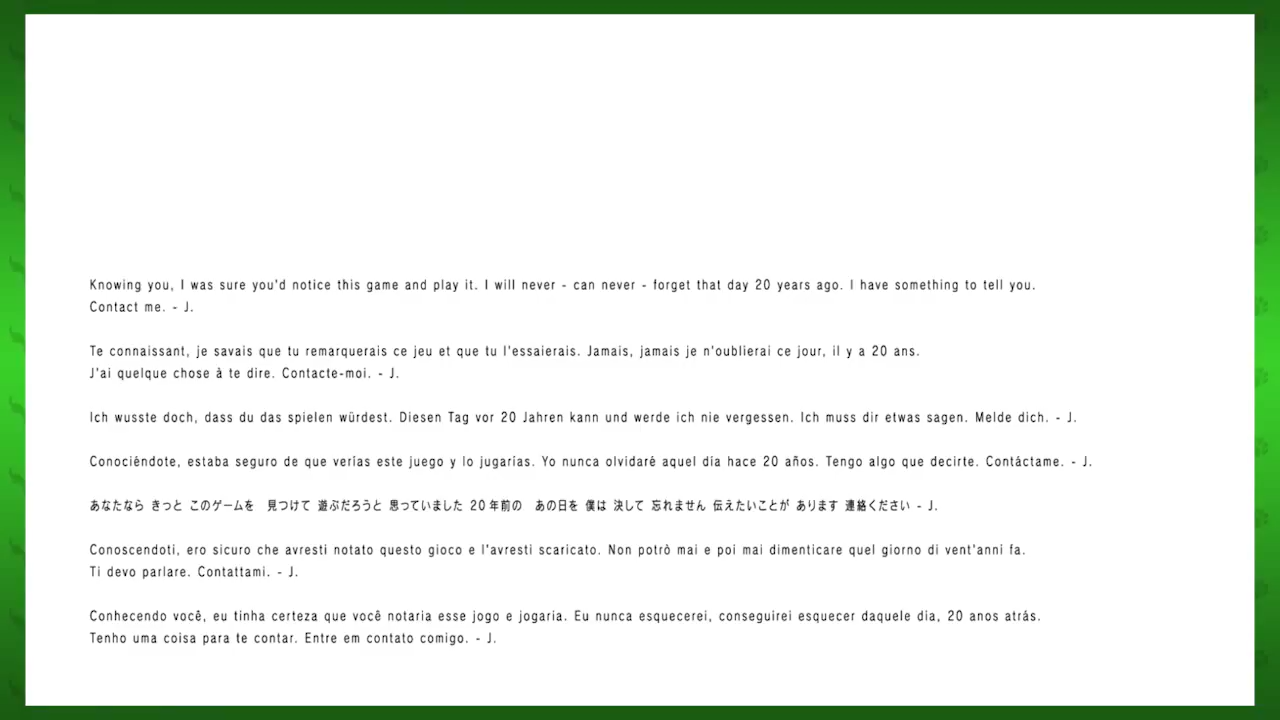 Knowing you, I was sure you'd notice this game and play it. I will never - can never - forget that day 20 years ago. I have something to tell you.
Contact me. - J.
Te connaissant, je savais que tu remarquerais ce jeu et que tu l'essaierais. Jamais, jamais je n'oublierai ce jour, il y a 20 ans.
J'ai quelque chose à te dire. Contacte-moi. - J.
Ich wusste doch, dass du das spielen würdest. Diesen Tag vor 20 Jahren kann und werde ich nie vergessen. Ich muss dir etwas sagen. Melde dich. - J.
Conociéndote, estaba seguro de que verías este juego y lo jugarías. Yo nunca olvidaré aquel día hace 20 años. Tengo algo que decirte. Contáctame. - J.
あなたなら きっと このゲームを　見つけて 遊ぶだろうと 思っていました 20年前の　あの日を 僕は 決して 忘れません 伝えたいことが あります 連絡ください - J.
Conoscendoti, ero sicuro che avresti notato questo gioco e l'avresti scaricato. Non potrò mai e poi mai dimenticare quel giorno di vent'anni fa.
Ti devo parlare. Contattami. - J.
Conhecendo você, eu tinha certeza que você notaria esse jogo e jogaria. Eu nunca esquecerei, conseguirei esquecer daquele dia, 20 anos atrás.
Tenho uma coisa para te contar. Entre em contato comigo. - J.